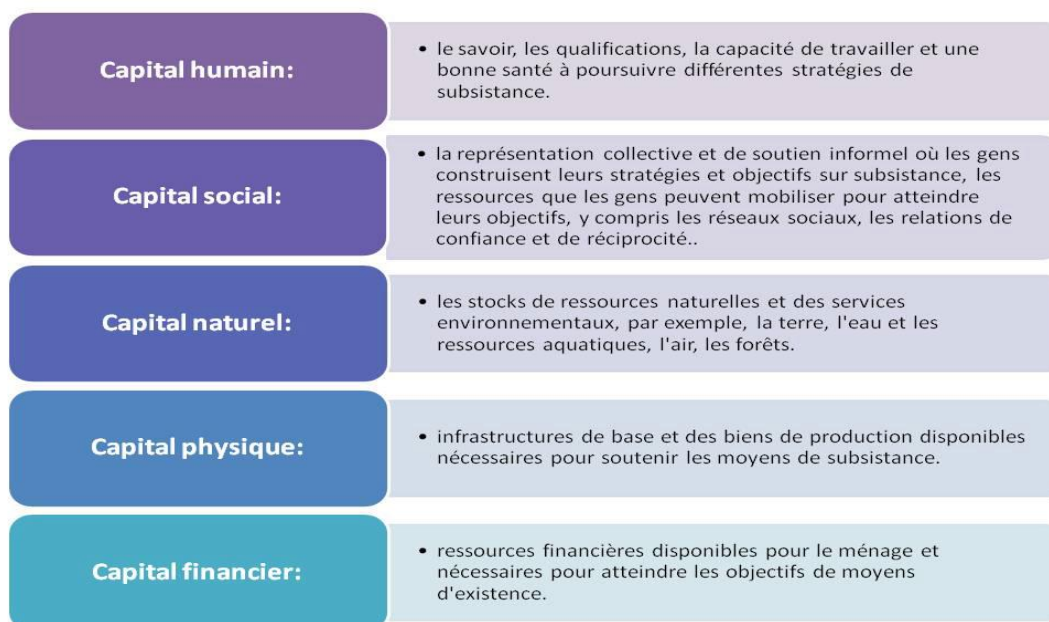 Capital humain:
• le savoir, les qualifications, la capacité de travailler et une
bonne santé à poursuivre différentes stratégies de
subsistance.
Capital social:
• la représentation collective et de soutien informel où les gens
construisent leurs stratégies et objectifs sur subsistance, les
ressources que les gens peuvent mobiliser pour atteindre
leurs objectifs, y compris les réseaux sociaux, les relations de
confiance et de réciprocité..
Capital naturel:
• les stocks de ressources naturelles et des services
environnementaux, par exemple, la terre, l'eau et les
ressources aquatiques, l'air, les forêts.
Capital physique:
• infrastructures de base et des biens de production disponibles
nécessaires pour soutenir les moyens de subsistance.
Capital financier:
• ressources financières disponibles pour le ménage et
nécessaires pour atteindre les objectifs de moyens
d'existence.